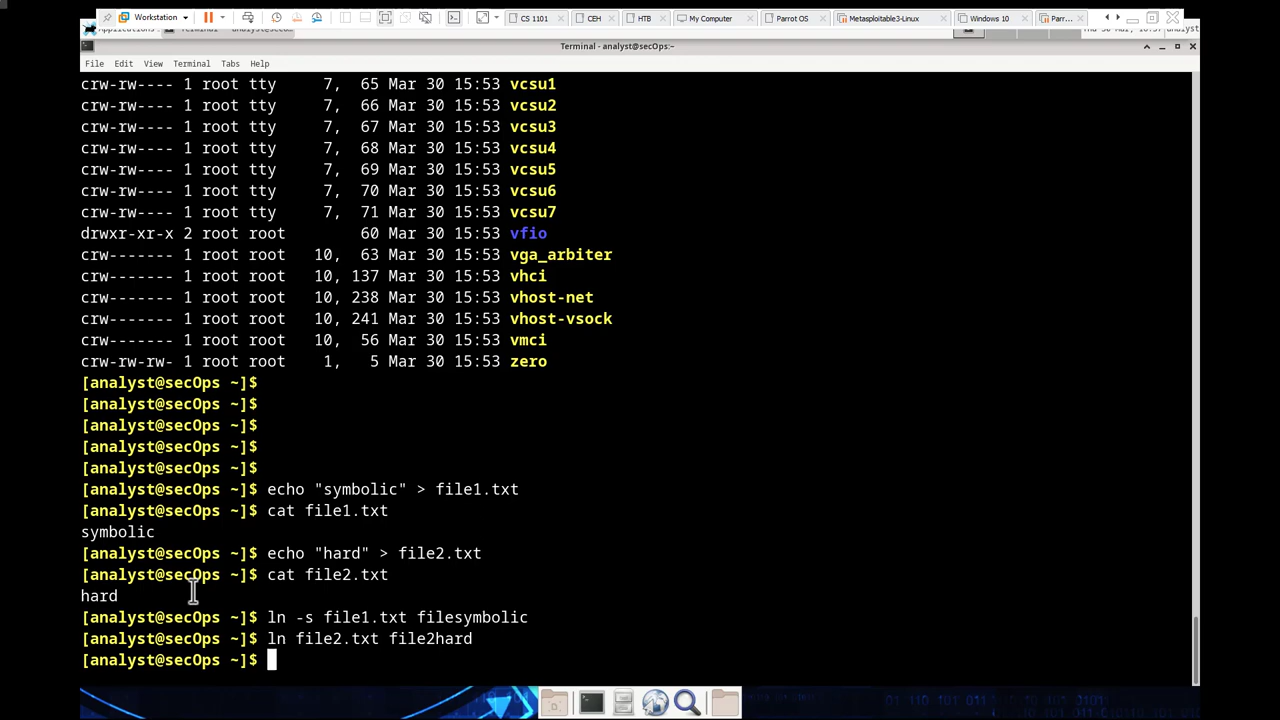 Workstation
CS 1101
CEH
HTB
My Computer
Parrot OS
Metasploitable3-Linux
Windows 10
Parr...
Terminal - analyst@secOps:~
File Edit View Terminal Tabs Help
crw-rw---- 1 root tty 7, 65 Mar 30 15:53 vcsu1
crw-rw---- 1 root tty 7, 66 Mar 30 15:53 vcsu2
crw-rw---- 1 root tty 7, 67 Mar 30 15:53 vcsu3
crw-rw---- 1 root tty 7, 68 Mar 30 15:53 vcsu4
crw-rw---- 1 root tty 7, 69 Mar 30 15:53 vcsu5
crw-rw---- 1 root tty 7, 70 Mar 30 15:53 vcsu6
crw-rw---- 1 root tty 7, 71 Mar 30 15:53 vcsu7
drwxr-xr-x 2 root root 60 Mar 30 15:53 vfio
crw------- 1 root root 10, 63 Mar 30 15:53 vga_arbiter
crw------- 1 root root 10, 137 Mar 30 15:53 vhci
crw------- 1 root root 10, 238 Mar 30 15:53 vhost-net
crw------- 1 root root 10, 241 Mar 30 15:53 vhost-vsock
crw------- 1 root root 10, 56 Mar 30 15:53 vmci
crw-rw-rw- 1 root root 1, 5 Mar 30 15:53 zero
[analyst@secOps ~]$
[analyst@secOps ~]$
[analyst@secOps ~]$
[analyst@secOps ~]$
[analyst@secOps ~]$
[analyst@secOps ~]$ echo "symbolic" > file1.txt
[analyst@secOps ~]$ cat file1.txt
symbolic
[analyst@secOps ~]$ echo "hard" > file2.txt
[analyst@secOps ~]$ cat file2.txt
hard
[analyst@secOps ~]$ ln -s file1.txt filesymbolic
[analyst@secOps ~]$ ln file2.txt file2hard
[analyst@secOps ~]$